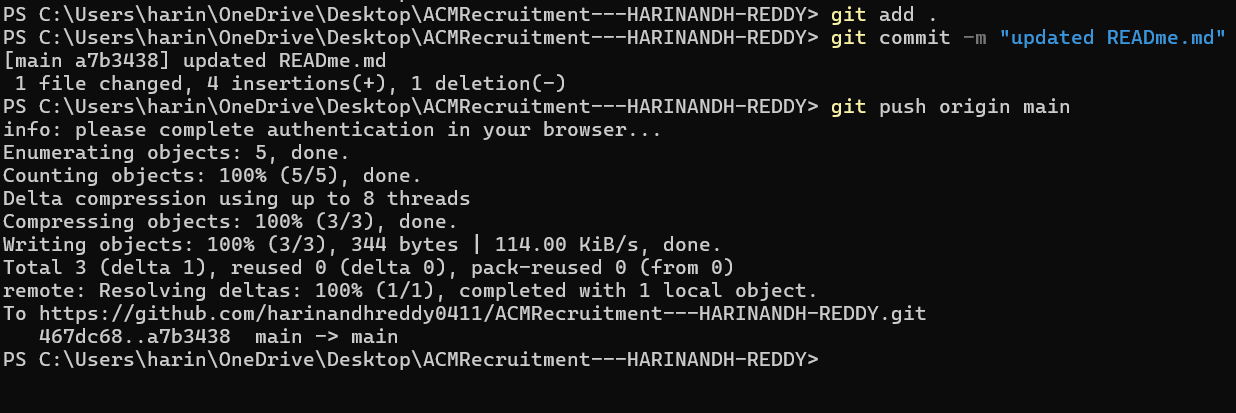 PS C:\Users\harin\OneDrive\Desktop\ACMRecruitment---HARINANDH-REDDY> git add .
PS C:\Users\harin\OneDrive\Desktop\ACMRecruitment---HARINANDH-REDDY> git commit -m "updated READme.md"
[main a7b3438] updated READme.md
 1 file changed, 4 insertions(+), 1 deletion(-)
PS C:\Users\harin\OneDrive\Desktop\ACMRecruitment---HARINANDH-REDDY> git push origin main
info: please complete authentication in your browser...
Enumerating objects: 5, done.
Counting objects: 100% (5/5), done.
Delta compression using up to 8 threads
Compressing objects: 100% (3/3), done.
Writing objects: 100% (3/3), 344 bytes | 114.00 KiB/s, done.
Total 3 (delta 1), reused 0 (delta 0), pack-reused 0 (from 0)
remote: Resolving deltas: 100% (1/1), completed with 1 local object.
To https://github.com/harinandhreddy0411/ACMRecruitment---HARINANDH-REDDY.git
   467dc68..a7b3438  main -> main
PS C:\Users\harin\OneDrive\Desktop\ACMRecruitment---HARINANDH-REDDY>